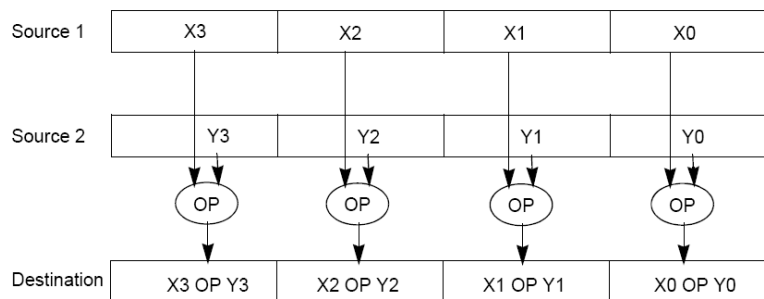 Source 1 X3 X2 X1 X0
Source 2 Y3 Y2 Y1 Y0
OP OP OP OP
Destination X3 OP Y3 X2 OP Y2 X1 OP Y1 X0 OP Y0